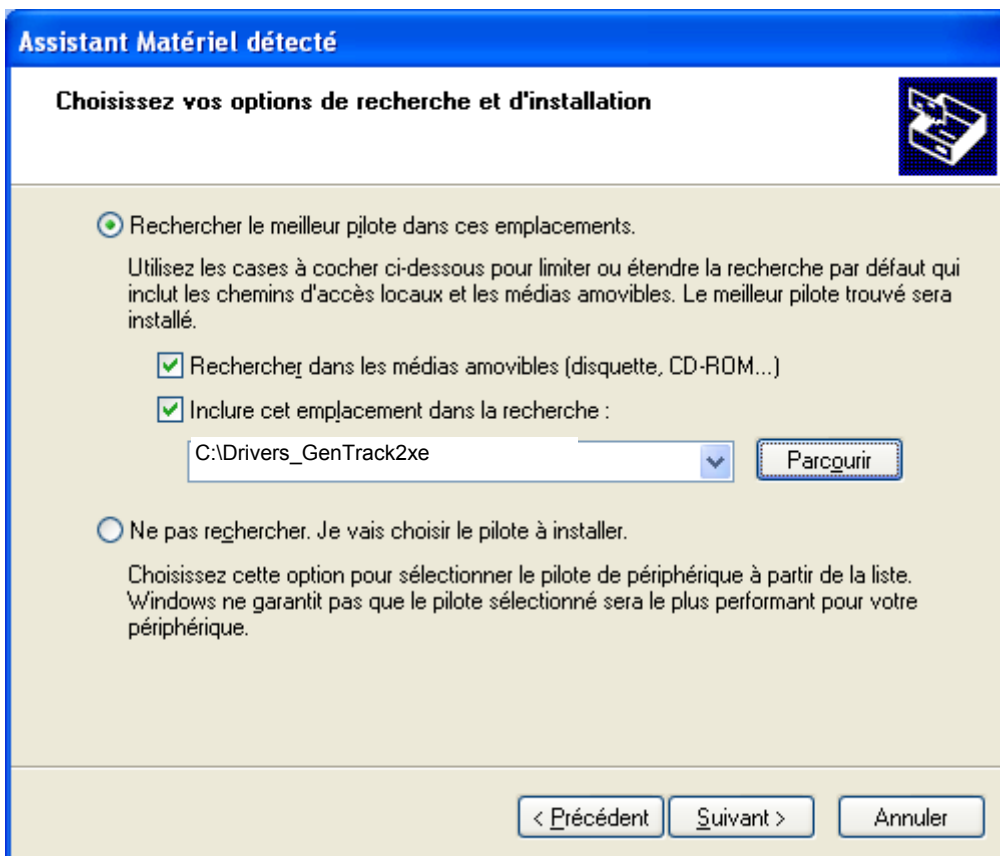 Assistant Matériel détecté
Choisissez vos options de recherche et d'installation
Rechercher le meilleur pilote dans ces emplacements.
Utilisez les cases à cocher ci-dessous pour limiter ou étendre la recherche par défaut qui
inclut les chemins d'accès locaux et les médias amovibles. Le meilleur pilote trouvé sera
installé.
Rechercher dans les médias amovibles (disquette, CD-ROM...)
Inclure cet emplacement dans la recherche :
C:\Drivers_GenTrack2xe
Parcourir
Ne pas rechercher. Je vais choisir le pilote à installer.
Choisissez cette option pour sélectionner le pilote de périphérique à partir de la liste.
Windows ne garantit pas que le pilote sélectionné sera le plus performant pour votre
périphérique.
< Précédent Suivant > Annuler